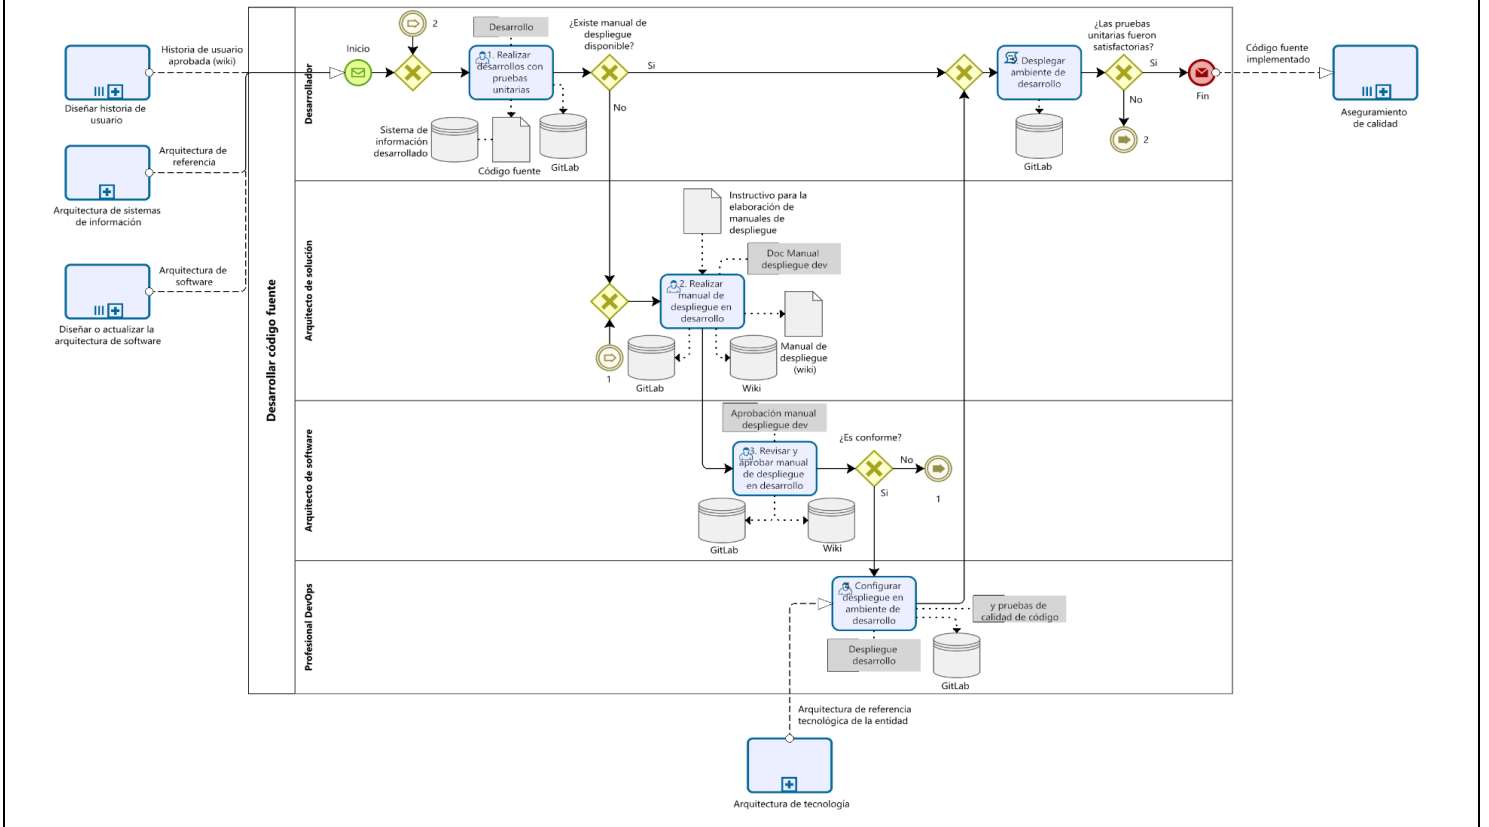 Historia de usuario
aprobada (wiki)
Diseñar historia de
usuario
Arquitectura de
referencia
Arquitectura de sistemas
de información
Arquitectura de
software
Diseñar o actualizar la
arquitectura de software
Desarrollar código fuente
Desarrollador
Inicio
2
Desarrollo
1. Realizar
desarrollos con
pruebas
unitarias
¿Existe manual de
despliegue
disponible?
Si
No
Sistema de
información
desarrollado
Código fuente
GitLab
Desplegar
ambiente de
desarrollo
GitLab
¿Las pruebas
unitarias fueron
satisfactorias?
Si
No
2
Fin
Código fuente
implementado
Aseguramiento
de calidad
Arquitecto de solución
Instructivo para la
elaboración de
manuales de
despliegue
Doc Manual
despliegue dev
2. Realizar
manual de
despliegue en
desarrollo
1
GitLab
Wiki
Manual de
despliegue
(wiki)
Arquitecto de software
Aprobación manual
despliegue dev
3. Revisar y
aprobar manual
de despliegue
en desarrollo
¿Es conforme?
No
Si
1
GitLab
Wiki
Profesional DevOps
Configurar
despliegue en
ambiente de
desarrollo
y pruebas de
calidad de código
Despliegue
desarrollo
GitLab
Arquitectura de referencia
tecnológica de la entidad
Arquitectura de tecnología